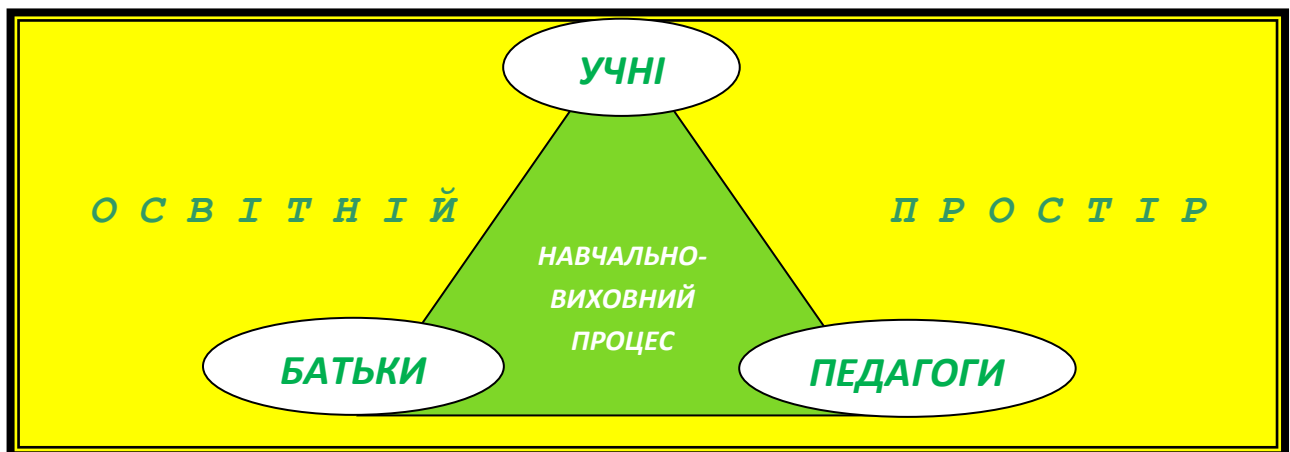 УЧНІ
О С В І Т Н І Й
П Р О С Т І Р
НАВЧАЛЬНО-
ВИХОВНИЙ
ПРОЦЕС
БАТЬКИ
ПЕДАГОГИ